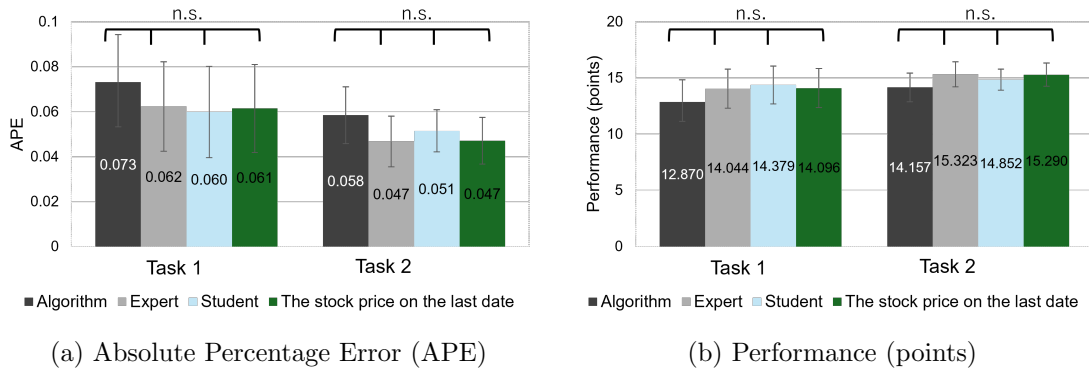 n.s. n.s.
0.1
0.08
0.06
0.04
0.02
0
APE
0.073 0.062 0.060 0.061
0.058 0.047 0.051 0.047
Task 1 Task 2
Algorithm Expert Student The stock price on the last date
(a) Absolute Percentage Error (APE)
n.s. n.s.
20
15
10
5
0
Performance (points)
12.870 14.044 14.379 14.096
14.157 15.323 14.852 15.290
Task 1 Task 2
Algorithm Expert Student The stock price on the last date
(b) Performance (points)